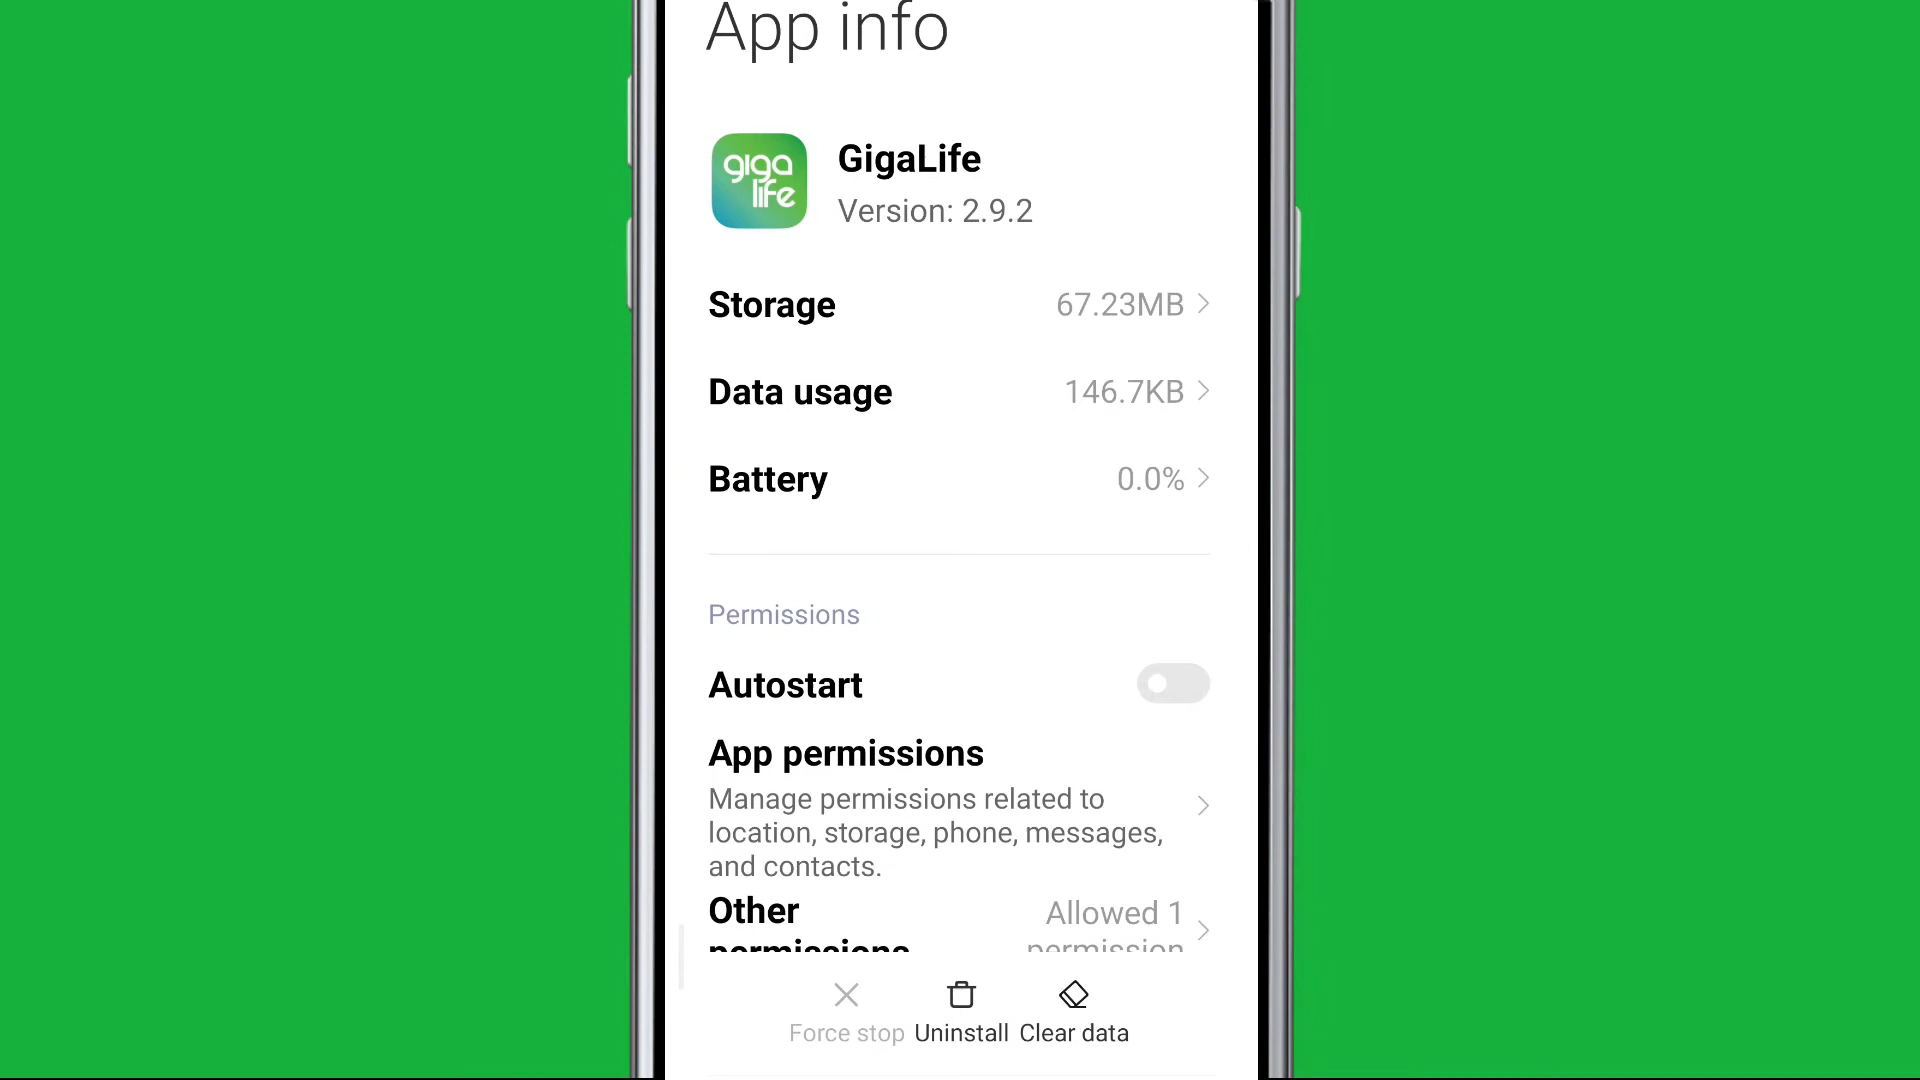 App info
giga
life
GigaLife
Version: 2.9.2
Storage 67.23MB
Data usage 146.7KB
Battery 0.0%
Permissions
Autostart
App permissions
Manage permissions related to
location, storage, phone, messages,
and contacts.
Other Allowed 1
permissions permission
Force stop Uninstall Clear data